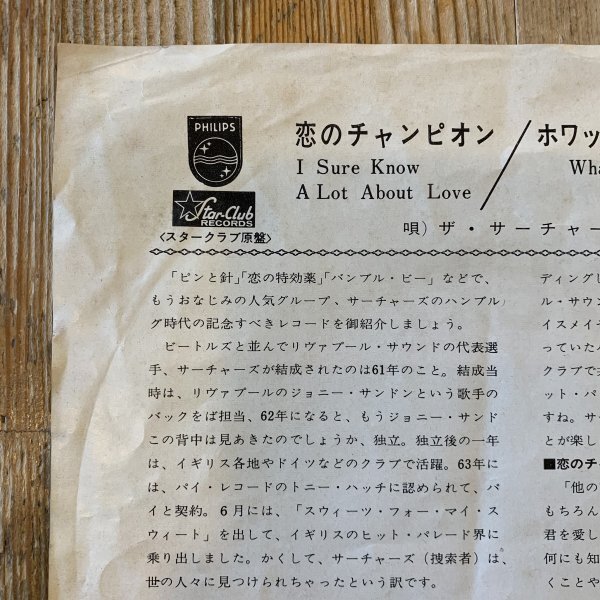 PHILIPS
Star-Club
RECORDS
〈スタークラブ原盤〉
恋のチャンピオン／ホワッ
I Sure Know
A Lot About Love
Wha
唄）ザ・サーチャー
「ピンと針」「恋の特効薬」「バンブル・ビー」などで、
もうおなじみの人気グループ、サーチャーズのハンブル
グ時代の記念すべきレコードを御紹介しましょう。
ビートルズと並んでリヴァプール・サウンドの代表選
手、サーチャーズが結成されたのは61年のこと。結成当
時は、リヴァプールのジョニー・サンドンという歌手の
バックをば担当、62年になると、もうジョニー・サンド
この背中は見あきたのでしょうか、独立。独立後の一年
は、イギリス各地やドイツなどのクラブで活躍。63年に
は、パイ・レコードのトニー・ハッチに認められて、パ
イと契約。6月には、「スウィーツ・フォー・マイ・ス
ウィート」を出して、イギリスのヒット・パレード界に
乗り出しました。かくして、サーチャーズ（捜索者）は、
世の人々に見つけられちゃったという訳です。
ディングし
ル・サウン
イスメイキ
っていた
クラブで
ット・パ
すね。サー
とが楽し
■恋のチ
「他の
もちろん
君を愛し
何にも知
くことや